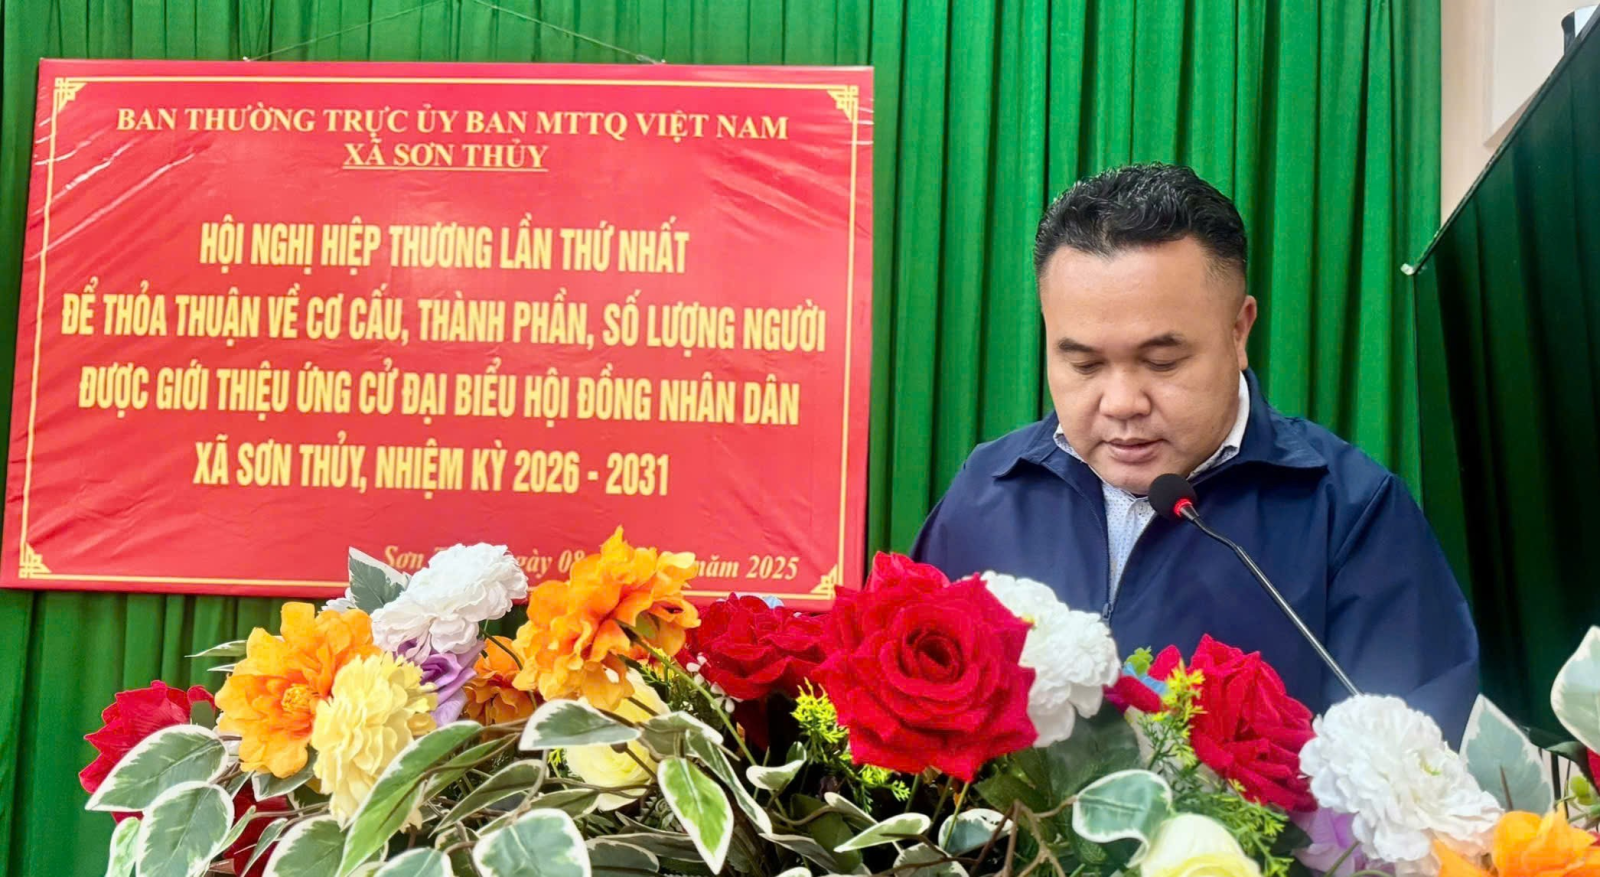 BAN THƯỜNG TRỰC ỦY BAN MTTQ VIỆT NAM
XÃ SƠN THỦY
HỘI NGHỊ HIỆP THƯƠNG LẦN THỨ NHẤT
ĐỂ THỎA THUẬN VỀ CƠ CẤU, THÀNH PHẦN, SỐ LƯỢNG NGƯỜI
ĐƯỢC GIỚI THIỆU ỨNG CỬ ĐẠI BIỂU HỘI ĐỒNG NHÂN DÂN
XÃ SƠN THỦY, NHIỆM KỲ 2026 - 2031
Sơn 08 năm 2025